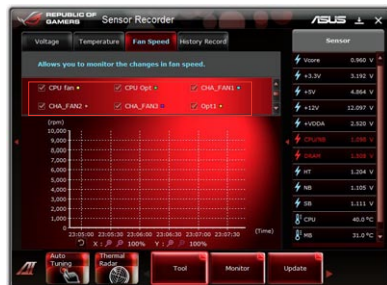 REPUBLIC OF
GAMERS
Sensor Recorder
ASUS
Voltage
Temperature
Fan Speed
History Record
Allows you to monitor the changes in fan speed.
CPU fan
CPU Opt
CHA_FAN1
CHA_FAN2
CHA_FAN3
Opt1
(rpm)
10,000
9,000
8,000
7,000
6,000
5,000
4,000
3,000
2,000
1,000
0
23:05:00 23:05:30 23:06:00 23:06:30 23:07:00 23:07:30
(Time)
X : 100% Y : 100%
Sensor
Vcore 0.960 V
+3.3V 3.192 V
+5V 4.864 V
+12V 12.097 V
+VDDA 2.520 V
CPU/NB
DRAM
HT 1.204 V
NB 1.105 V
SB 1.111 V
CPU 40.0 °C
MB 31.0 °C
Auto
Tuning
Thermal
Radar
Tool
Monitor
Update